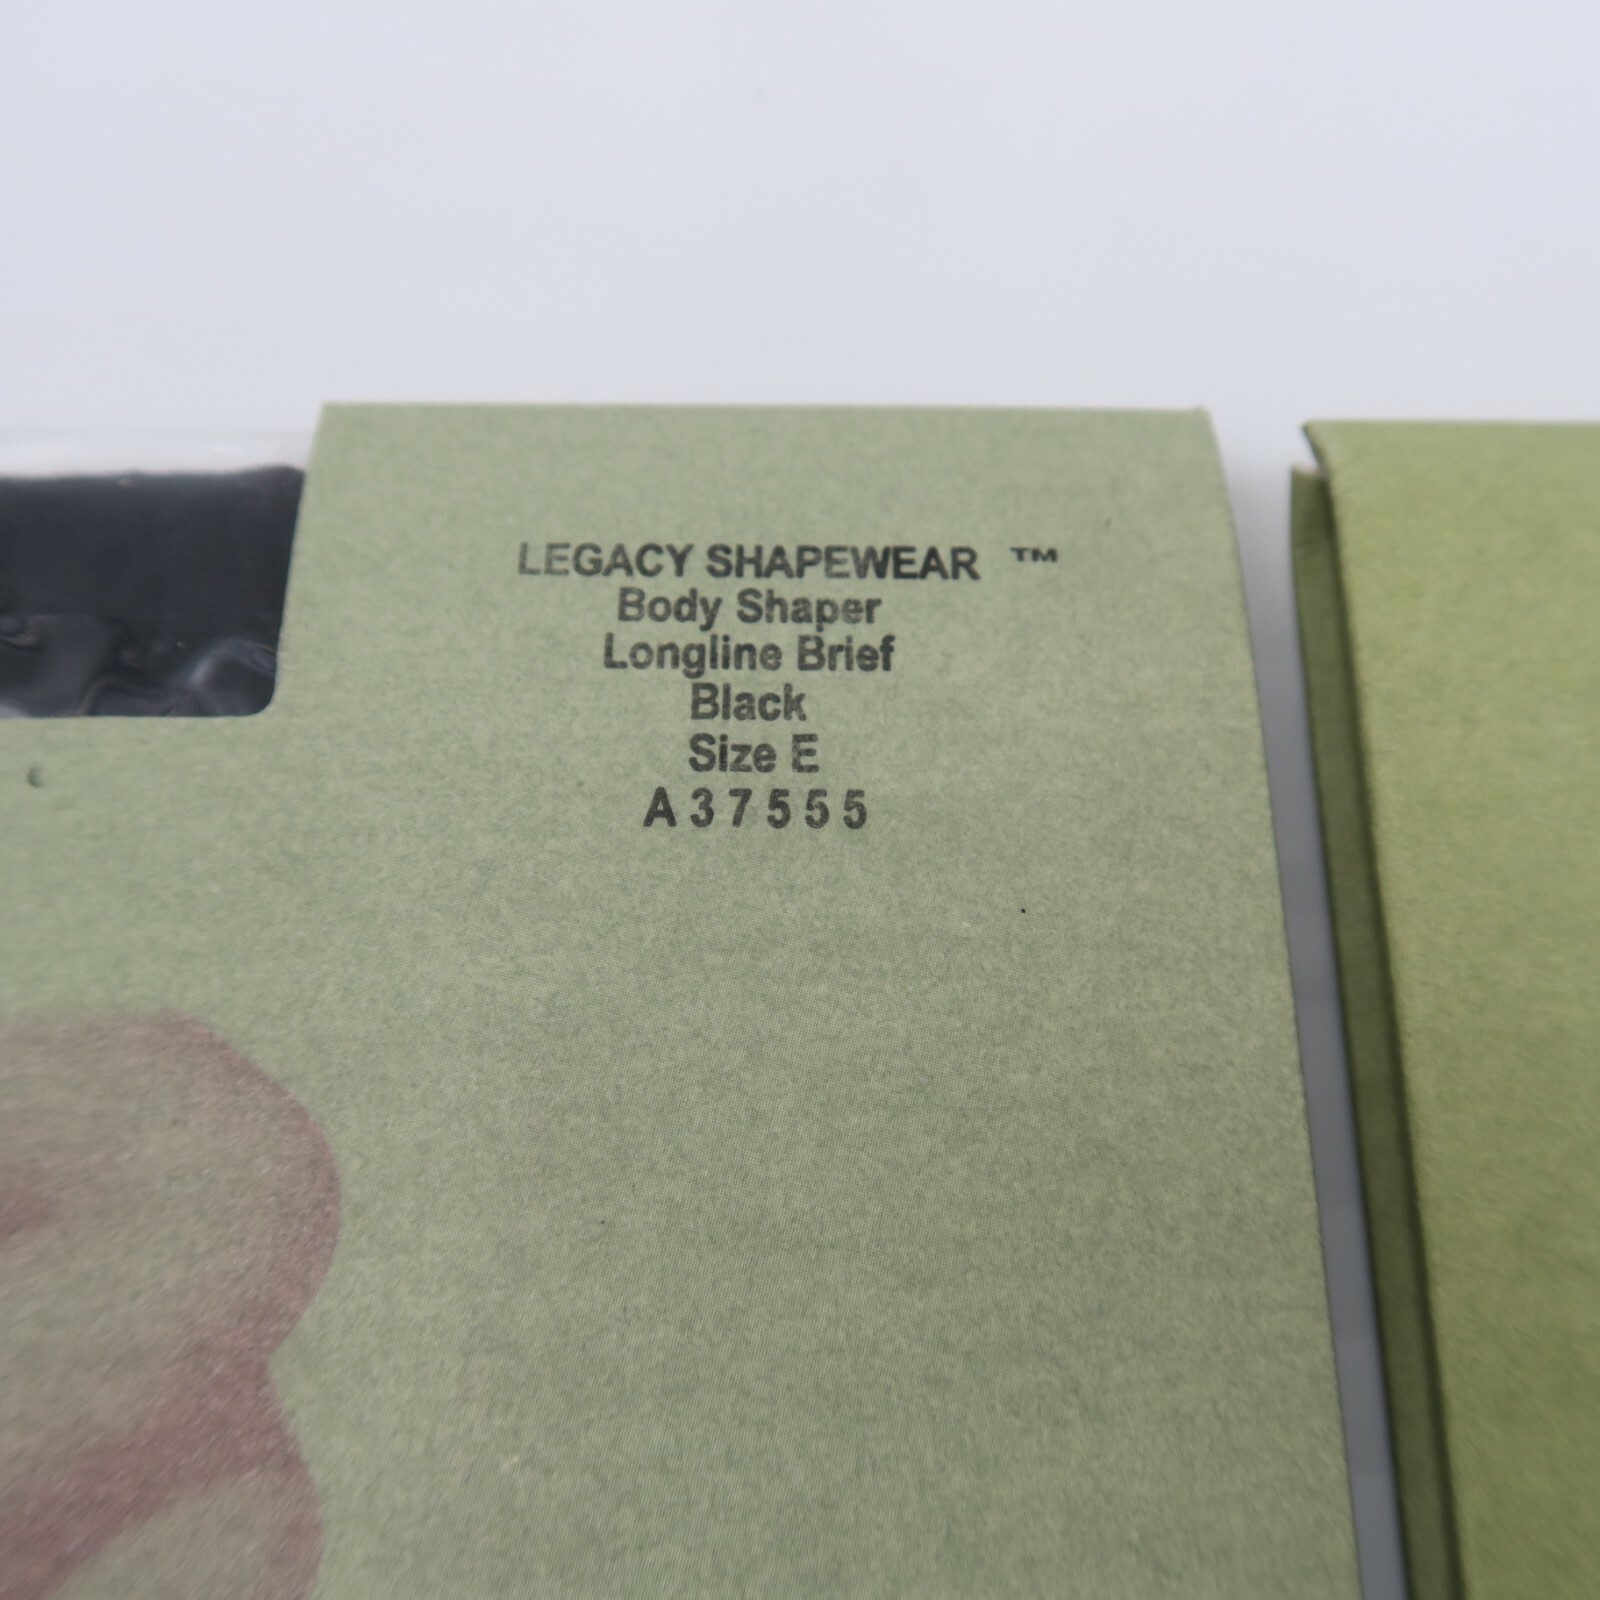 LEGACY SHAPEWEAR ™
Body Shaper
Longline Brief
Black
Size E
A37555